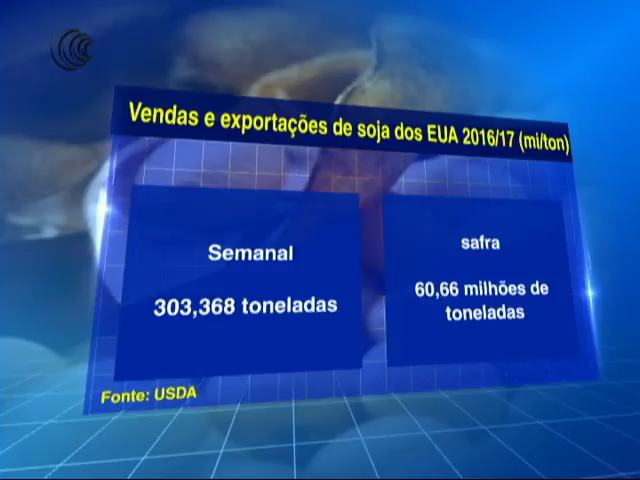 Vendas e exportações de soja dos EUA 2016/17 (mi/ton)
Semanal
303,368 toneladas
safra
60,66 milhões de
toneladas
Fonte: USDA